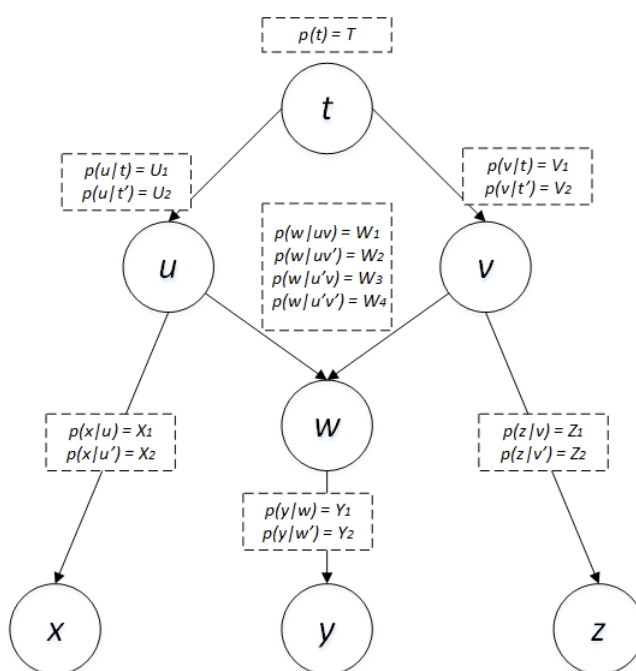 p(t) = T
t
p(u|t) = U1
p(u|t') = U2
p(v|t) = V1
p(v|t') = V2
p(w|uv) = W1
p(w|uv') = W2
p(w|u'v) = W3
p(w|u'v') = W4
u
v
w
p(x|u) = X1
p(x|u') = X2
p(z|v) = Z1
p(z|v') = Z2
p(y|w) = Y1
p(y|w') = Y2
x
y
z